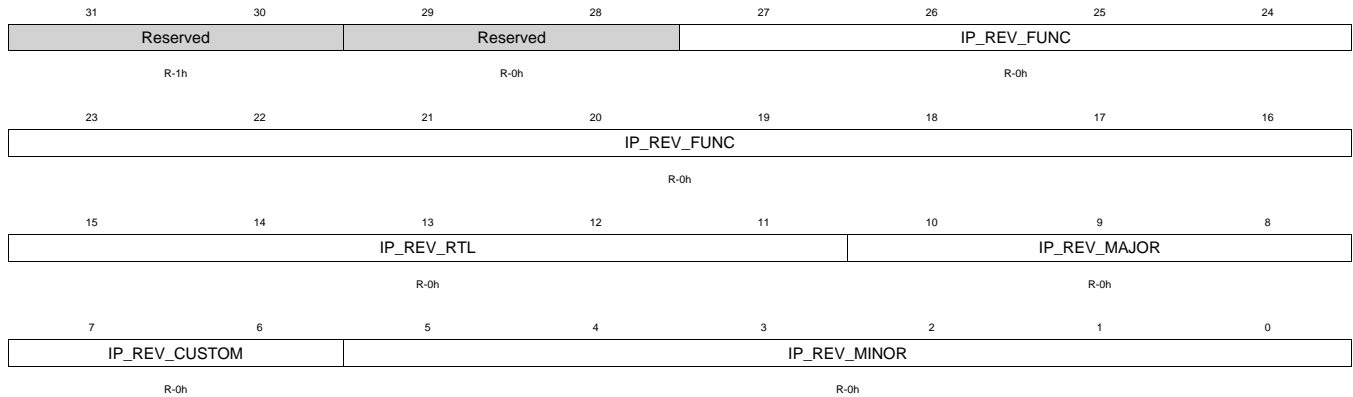 31 30 29 28 27 26 25 24
Reserved Reserved IP_REV_FUNC
R-1h R-0h R-0h
23 22 21 20 19 18 17 16
IP_REV_FUNC
R-0h
15 14 13 12 11 10 9 8
IP_REV_RTL IP_REV_MAJOR
R-0h R-0h
7 6 5 4 3 2 1 0
IP_REV_CUSTOM IP_REV_MINOR
R-0h R-0h